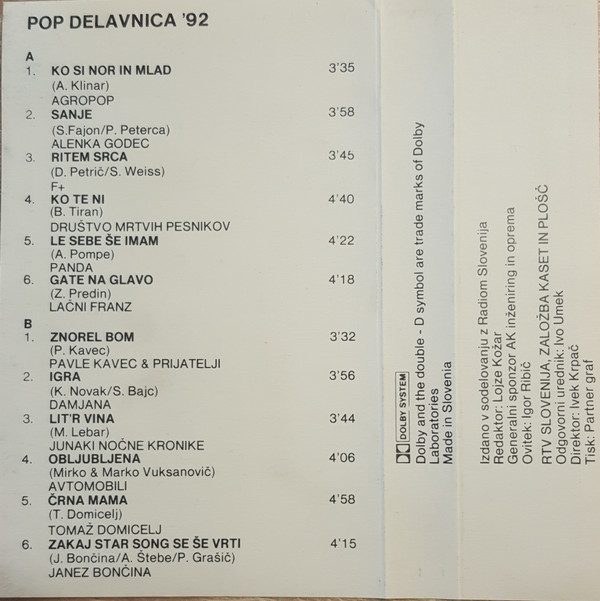 POP DELAVNICA '92
A
1. KO SI NOR IN MLAD 3'35
(A. Klinar)
AGROPOP
2. SANJE 3'58
(S.Fajon/P. Peterca)
ALENKA GODEC
3. RITEM SRCA 3'45
(D. Petrič/S. Weiss)
F+
4. KO TE NI 4'40
(B. Tiran)
DRUŠTVO MRTVIH PESNIKOV
5. LE SEBE ŠE IMAM 4'22
(A. Pompe)
PANDA
6. GATE NA GLAVO 4'18
(Z. Predin)
LAČNI FRANZ
B
1. ZNOREL BOM 3'32
(P. Kavec)
PAVLE KAVEC & PRIJATELJI
2. IGRA 3'56
(K. Novak/S. Bajc)
DAMJANA
3. LIT'R VINA 3'44
(M. Lebar)
JUNAKI NOČNE KRONIKE
4. OBLJUBLJENA 4'06
(Mirko & Marko Vuksanovič)
AVTOMOBILI
5. ČRNA MAMA 4'58
(T. Domicelj)
TOMAŽ DOMICELJ
6. ZAKAJ STAR SONG SE ŠE VRTI 4'15
(J. Bončina/A. Štebe/P. Grašič)
JANEZ BONČINA
DOLBY SYSTEM
Dolby and the double - D symbol are trade marks of Dolby
Laboratories
Made in Slovenia
Izdano v sodelovanju z Radiom Slovenija
Redaktor: Lojze Kožar
Generalni sponzor AK inženiring in oprema
Ovitek: Igor Ribič
RTV SLOVENIJA, ZALOŽBA KASET IN PLOŠČ
Odgovorni urednik: Ivo Umek
Direktor: Ivek Krpač
Tisk: Partner graf